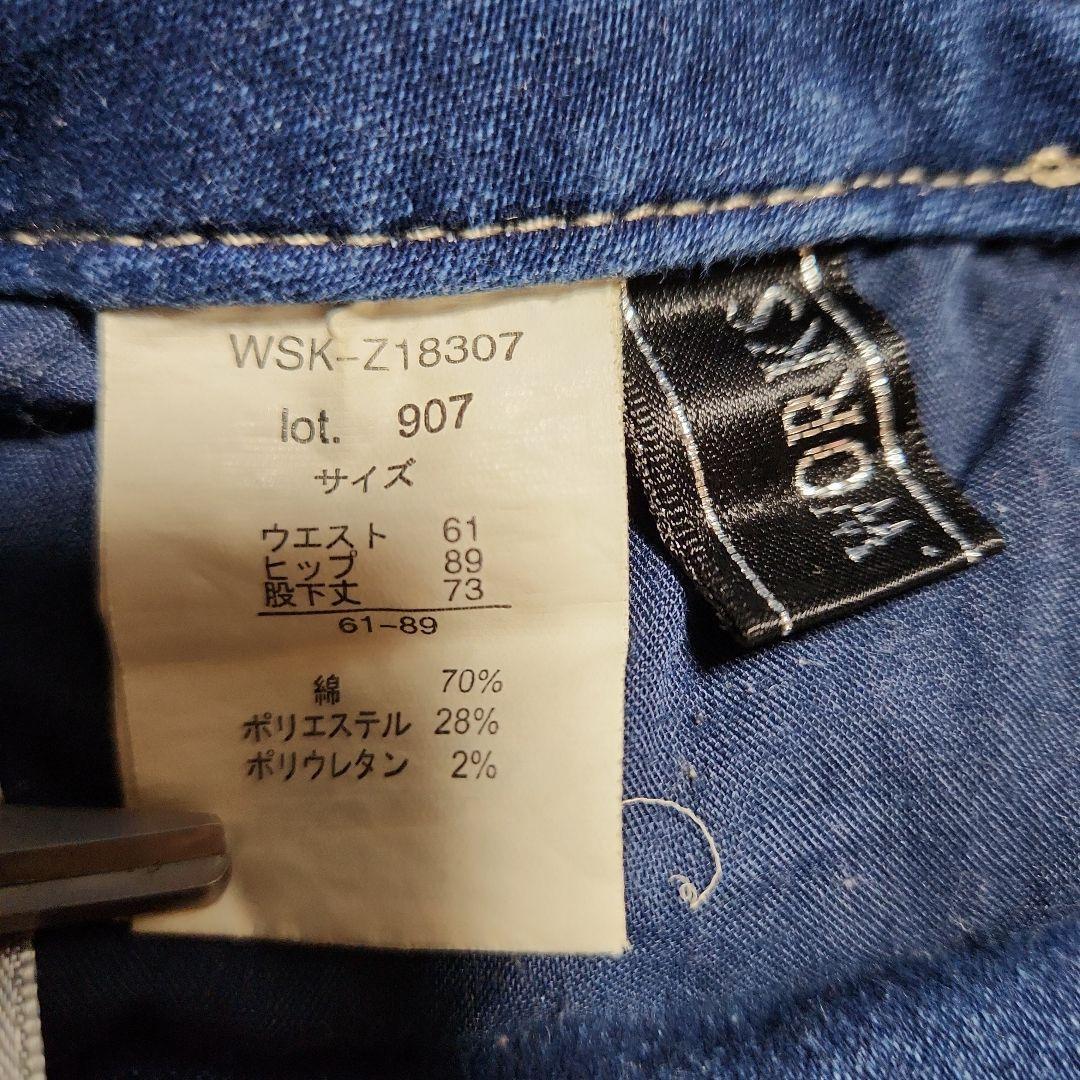 WSK-Z18307
lot. 907
サイズ
ウエスト 61
ヒップ 89
股下丈 73
61-89
綿 70%
ポリエステル 28%
ポリウレタン 2%
WORKS